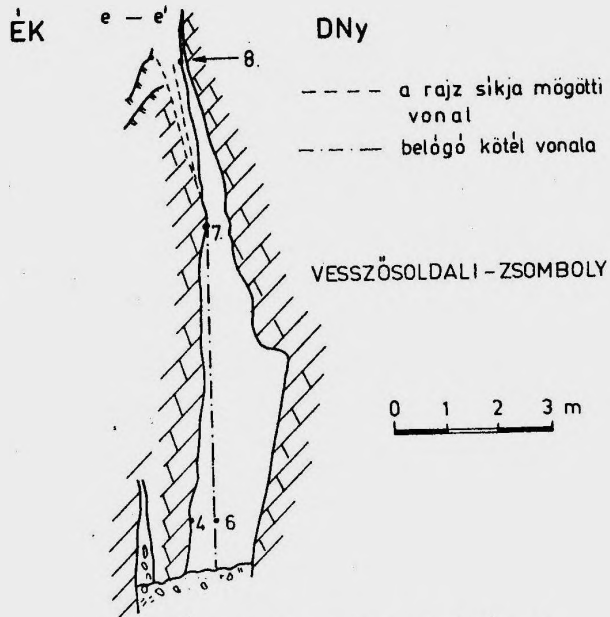 ÉK
e – e'
DNy
8.
---- a rajz síkja mögötti
vonal
-·-·- belógó kötél vonala
7.
VESSZŐSOLDALI-ZSOMBOLY
0 1 2 3 m
4 6